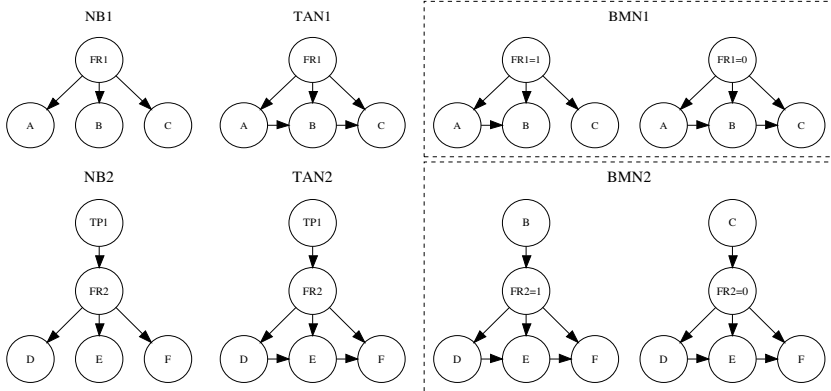 NB1 TAN1 BMN1
FR1 FR1 FR1=1 FR1=0
A B C A B C A B C A B C
NB2 TAN2 BMN2
TP1 TP1 B C
FR2 FR2 FR2=1 FR2=0
D E F D E F D E F D E F